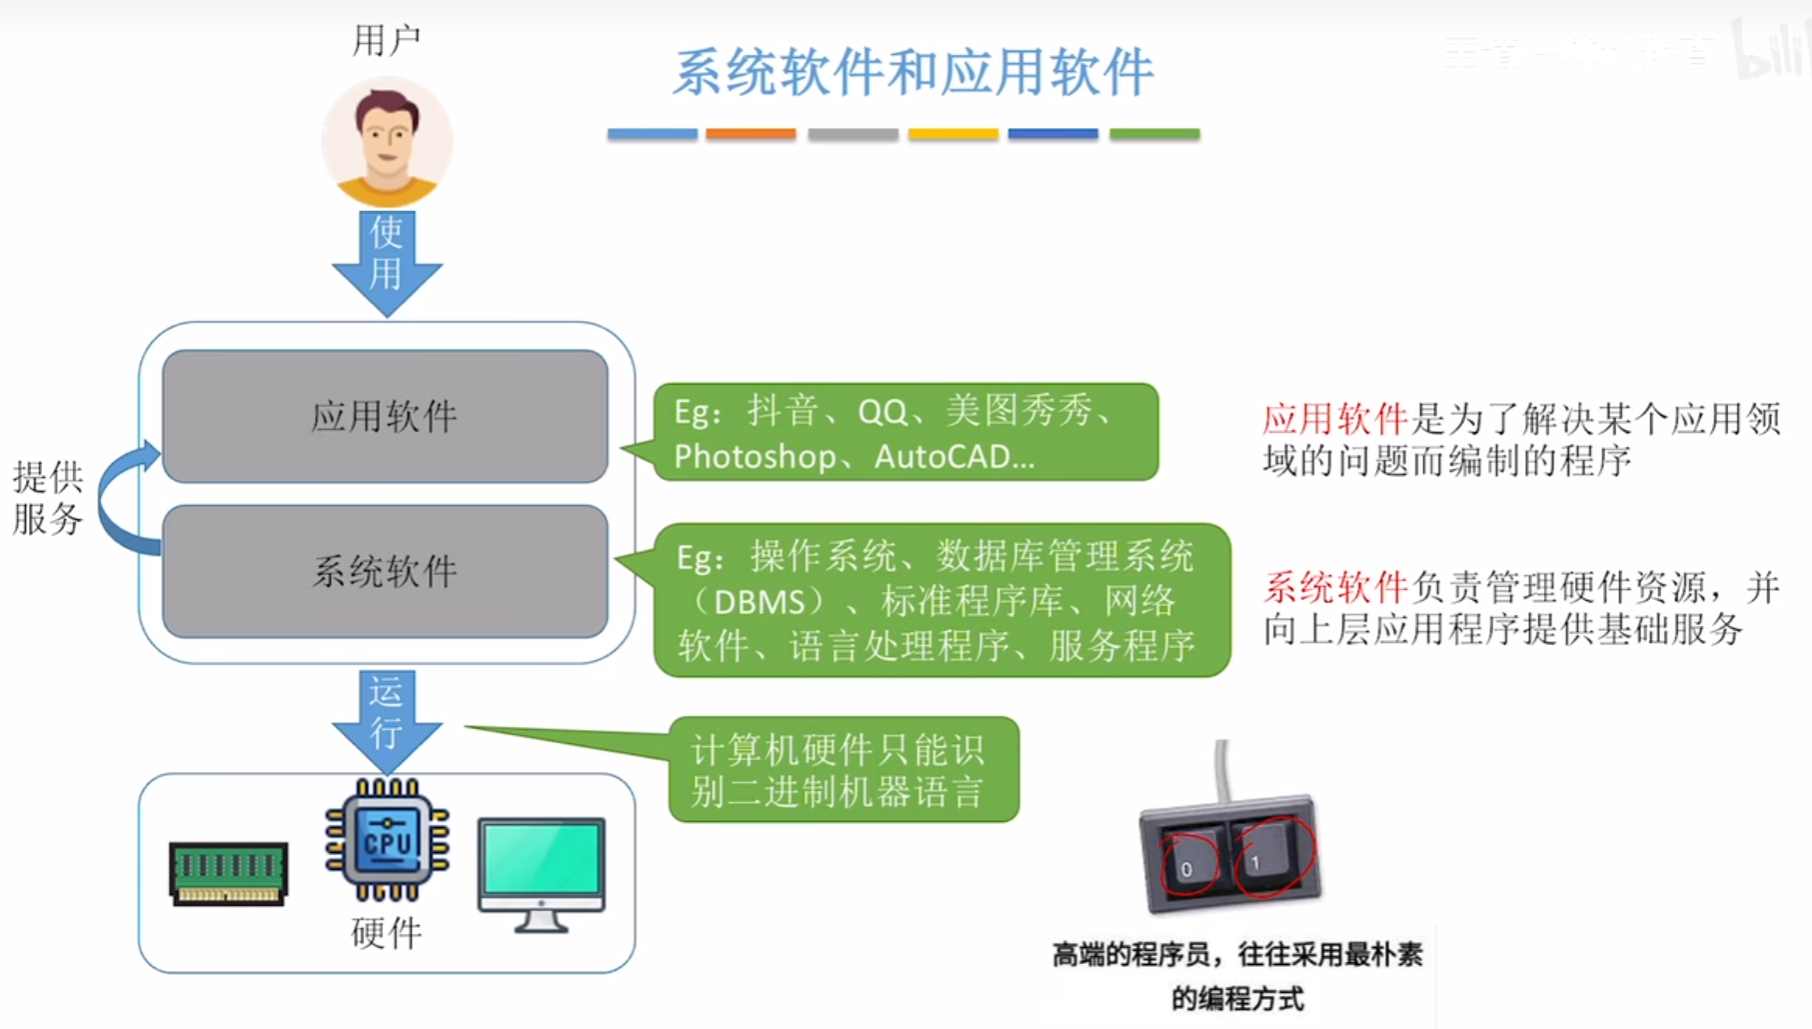 用户
系统软件和应用软件
使
用
应用软件
Eg：抖音、QQ、美图秀秀、
Photoshop、AutoCAD...
应用软件是为了解决某个应用领
域的问题而编制的程序
提供
服务
系统软件
Eg：操作系统、数据库管理系统
（DBMS）、标准程序库、网络
软件、语言处理程序、服务程序
系统软件负责管理硬件资源，并
向上层应用程序提供基础服务
运
行
计算机硬件只能识
别二进制机器语言
CPU
硬件
0 1
高端的程序员，往往采用最朴素
的编程方式